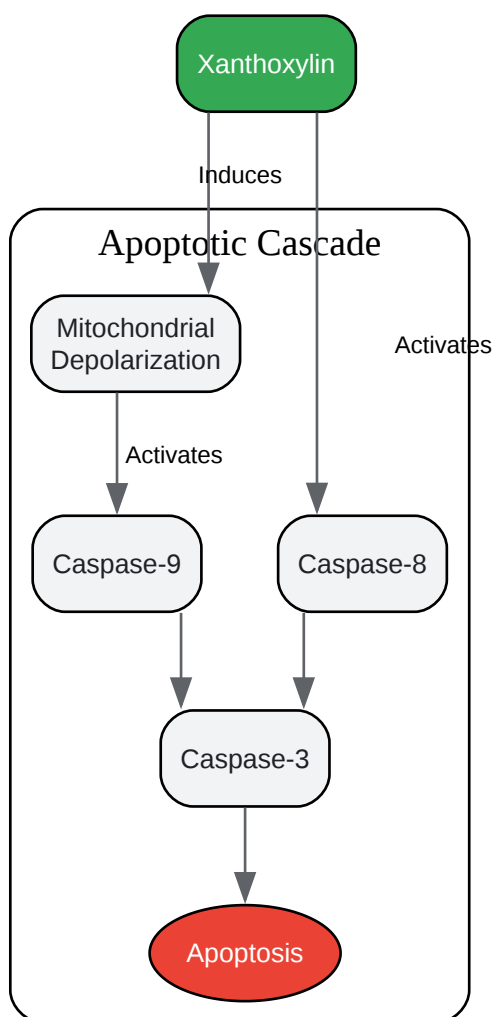 Xanthoxylin
Induces
Apoptotic Cascade
Mitochondrial
Depolarization
Activates
Activates
Caspase-9
Caspase-8
Caspase-3
Apoptosis